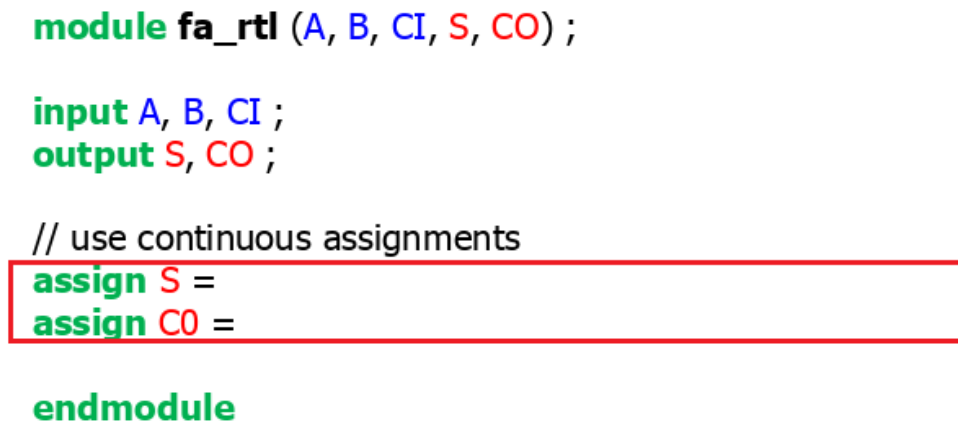 module fa_rtl (A, B, CI, S, CO) ;
input A, B, CI ;
output S, CO ;
// use continuous assignments
assign S =
assign C0 =
endmodule